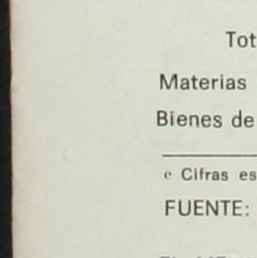 Tot
Materias
Bienes de
e Cifras es
FUENTE: